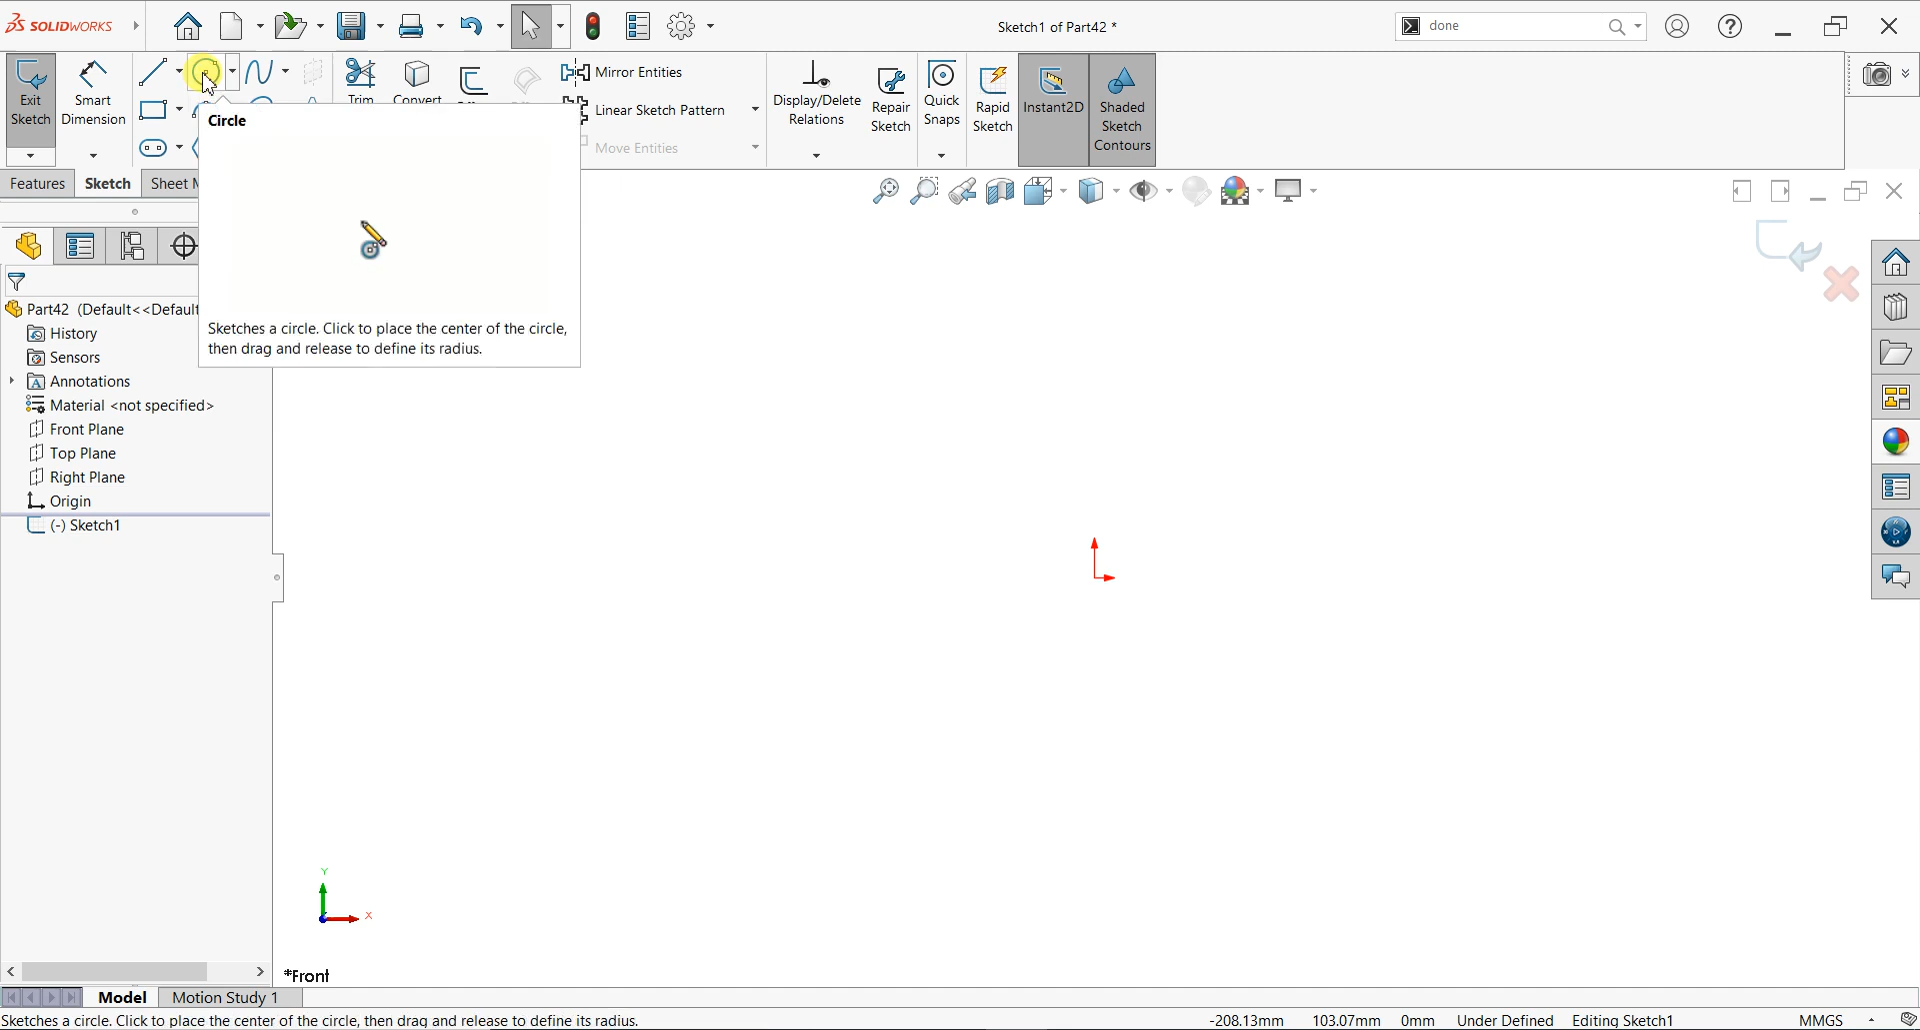 SOLIDWORKS
Sketch1 of Part42 *
done
Exit Sketch
Smart Dimension
Trim
Convert
Mirror Entities
Linear Sketch Pattern
Move Entities
Display/Delete Relations
Repair Sketch
Quick Snaps
Rapid Sketch
Instant2D
Shaded Sketch Contours
Features
Sketch
Sheet M
Circle
Sketches a circle. Click to place the center of the circle,
then drag and release to define its radius.
Part42 (Default<<Default
History
Sensors
Annotations
Material <not specified>
Front Plane
Top Plane
Right Plane
Origin
(-) Sketch1
Y
X
*Front
Model
Motion Study 1
Sketches a circle. Click to place the center of the circle, then drag and release to define its radius.
-208.13mm 103.07mm 0mm Under Defined Editing Sketch1 MMGS